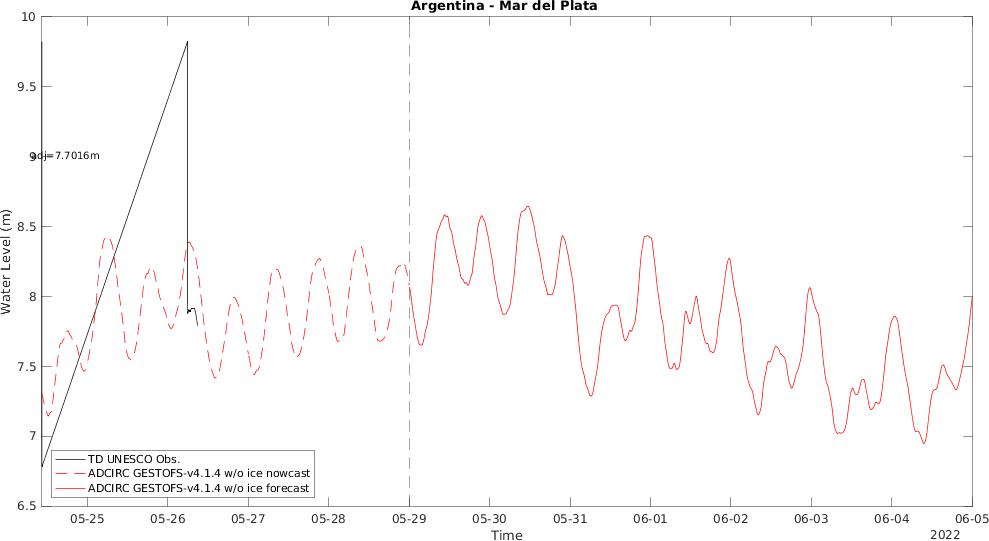 Argentina - Mar del Plata
10
9.5
9
adj=7.7016m
8.5
8
7.5
7
6.5
Water Level (m)
TD UNESCO Obs.
ADCIRC GESTOFS-v4.1.4 w/o ice nowcast
ADCIRC GESTOFS-v4.1.4 w/o ice forecast
05-25 05-26 05-27 05-28 05-29 05-30 05-31 06-01 06-02 06-03 06-04 06-05
Time
2022